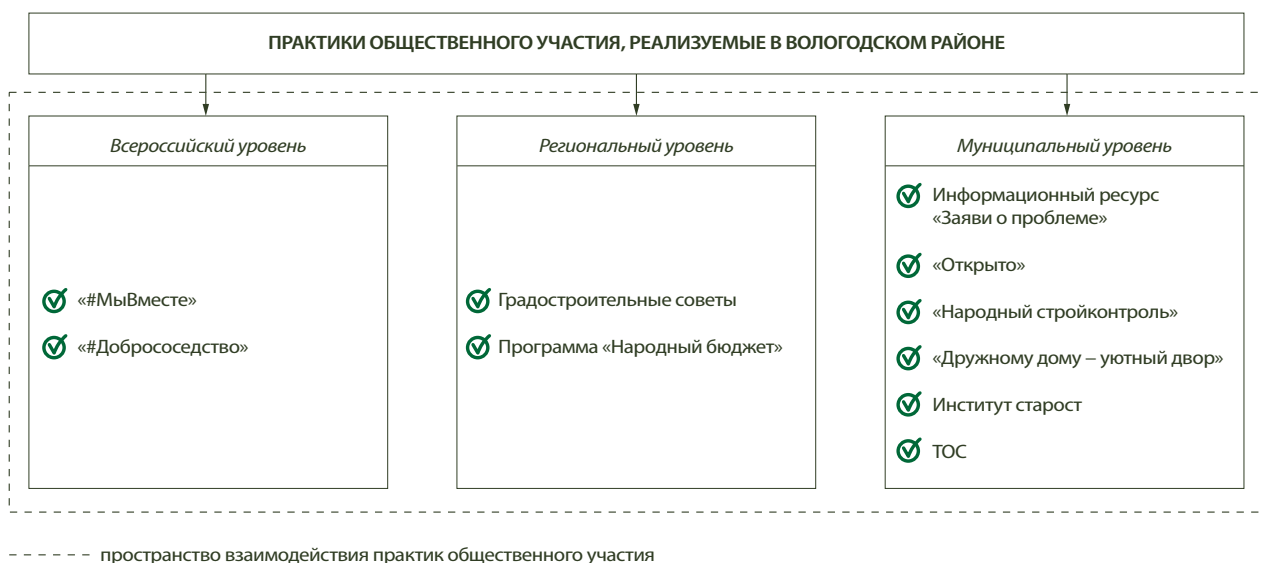 ПРАКТИКИ ОБЩЕСТВЕННОГО УЧАСТИЯ, РЕАЛИЗУЕМЫЕ В ВОЛОГОДСКОМ РАЙОНЕ
Всероссийский уровень
«#МыВместе»
«#Добрососедство»
Региональный уровень
Градостроительные советы
Программа «Народный бюджет»
Муниципальный уровень
Информационный ресурс
«Заяви о проблеме»
«Открыто»
«Народный стройконтроль»
«Дружному дому – уютный двор»
Институт старост
ТОС
пространство взаимодействия практик общественного участия